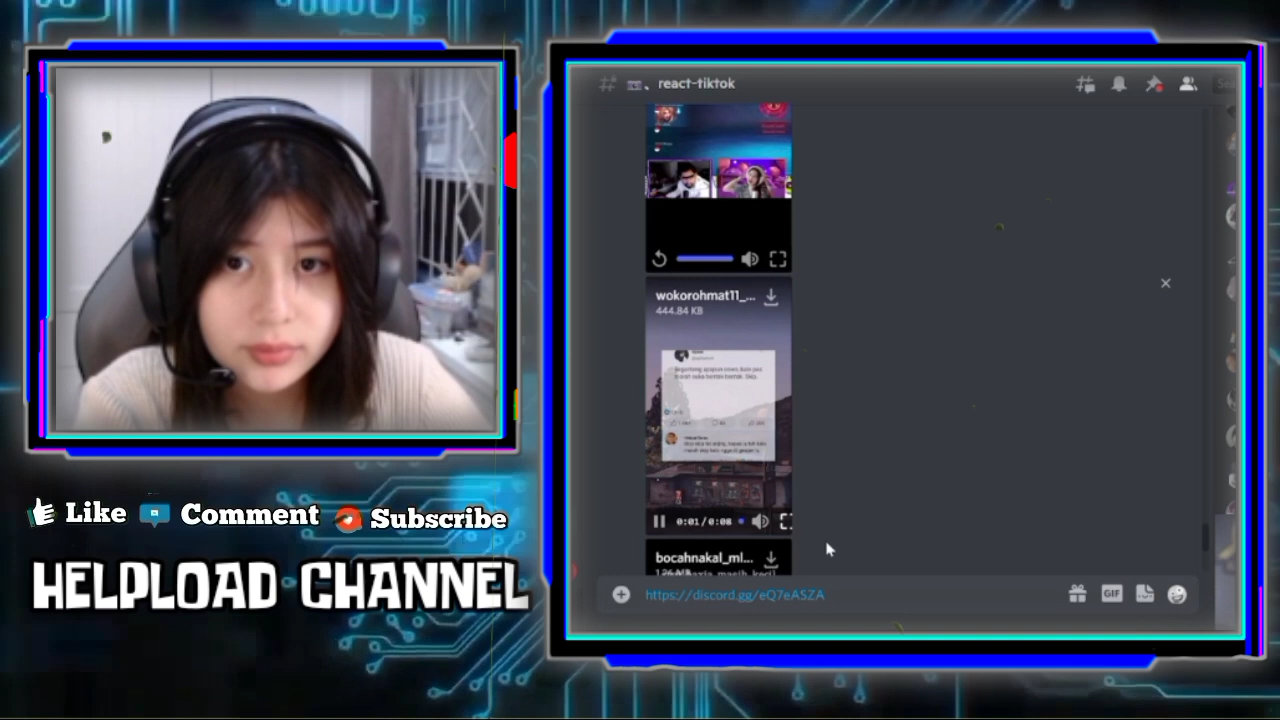 react-tiktok
wokorohmat11_...
444.84 KB
0:01/0:08
bocahnakal_ml...
Like Comment Subscribe
HELPLOAD CHANNEL
https://discord.gg/eQ7eASZA
GIF